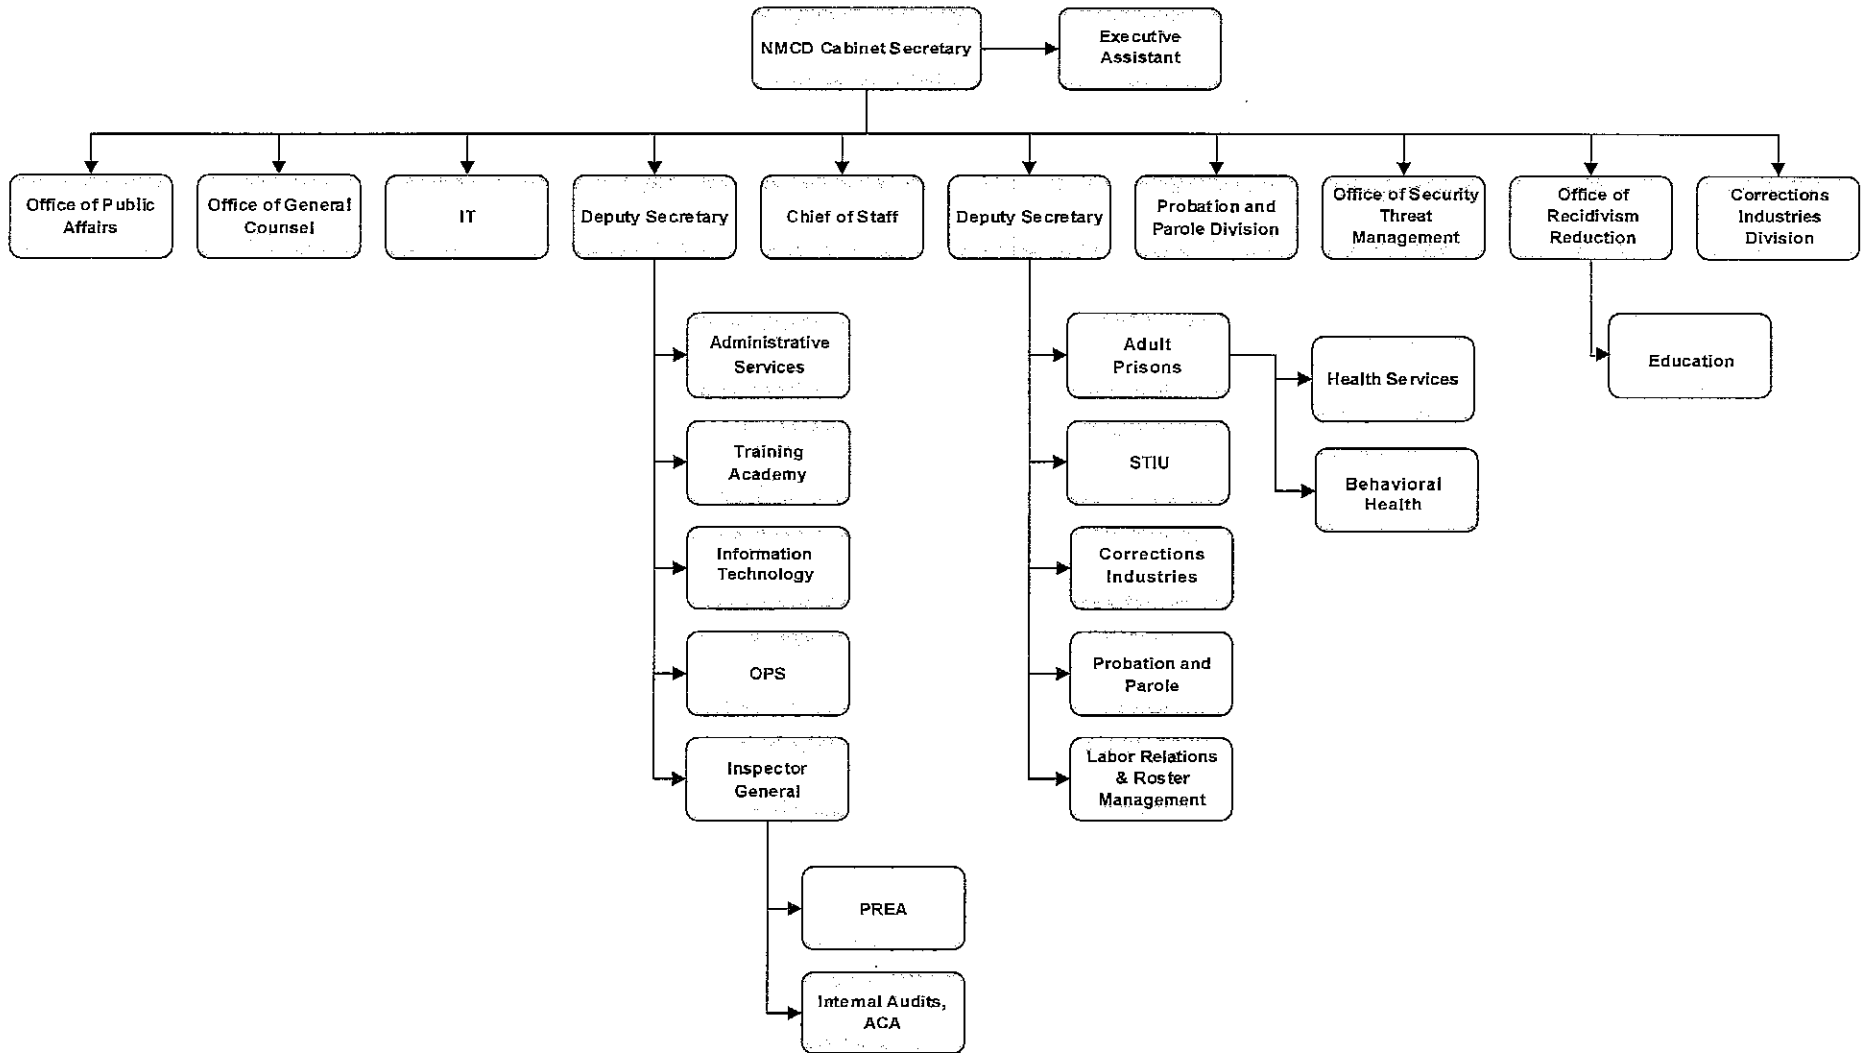 NMCD Cabinet Secretary
Executive
Assistant
Office of Public
Affairs
Office of General
Counsel
IT
Deputy Secretary
Chief of Staff
Deputy Secretary
Probation and
Parole Division
Office of Security
Threat
Management
Office of
Recidivism
Reduction
Corrections
Industries
Division
Administrative
Services
Training
Academy
Information
Technology
OPS
Inspector
General
PREA
Internal Audits,
ACA
Adult
Prisons
STIU
Corrections
Industries
Probation and
Parole
Labor Relations
& Roster
Management
Health Services
Behavioral
Health
Education